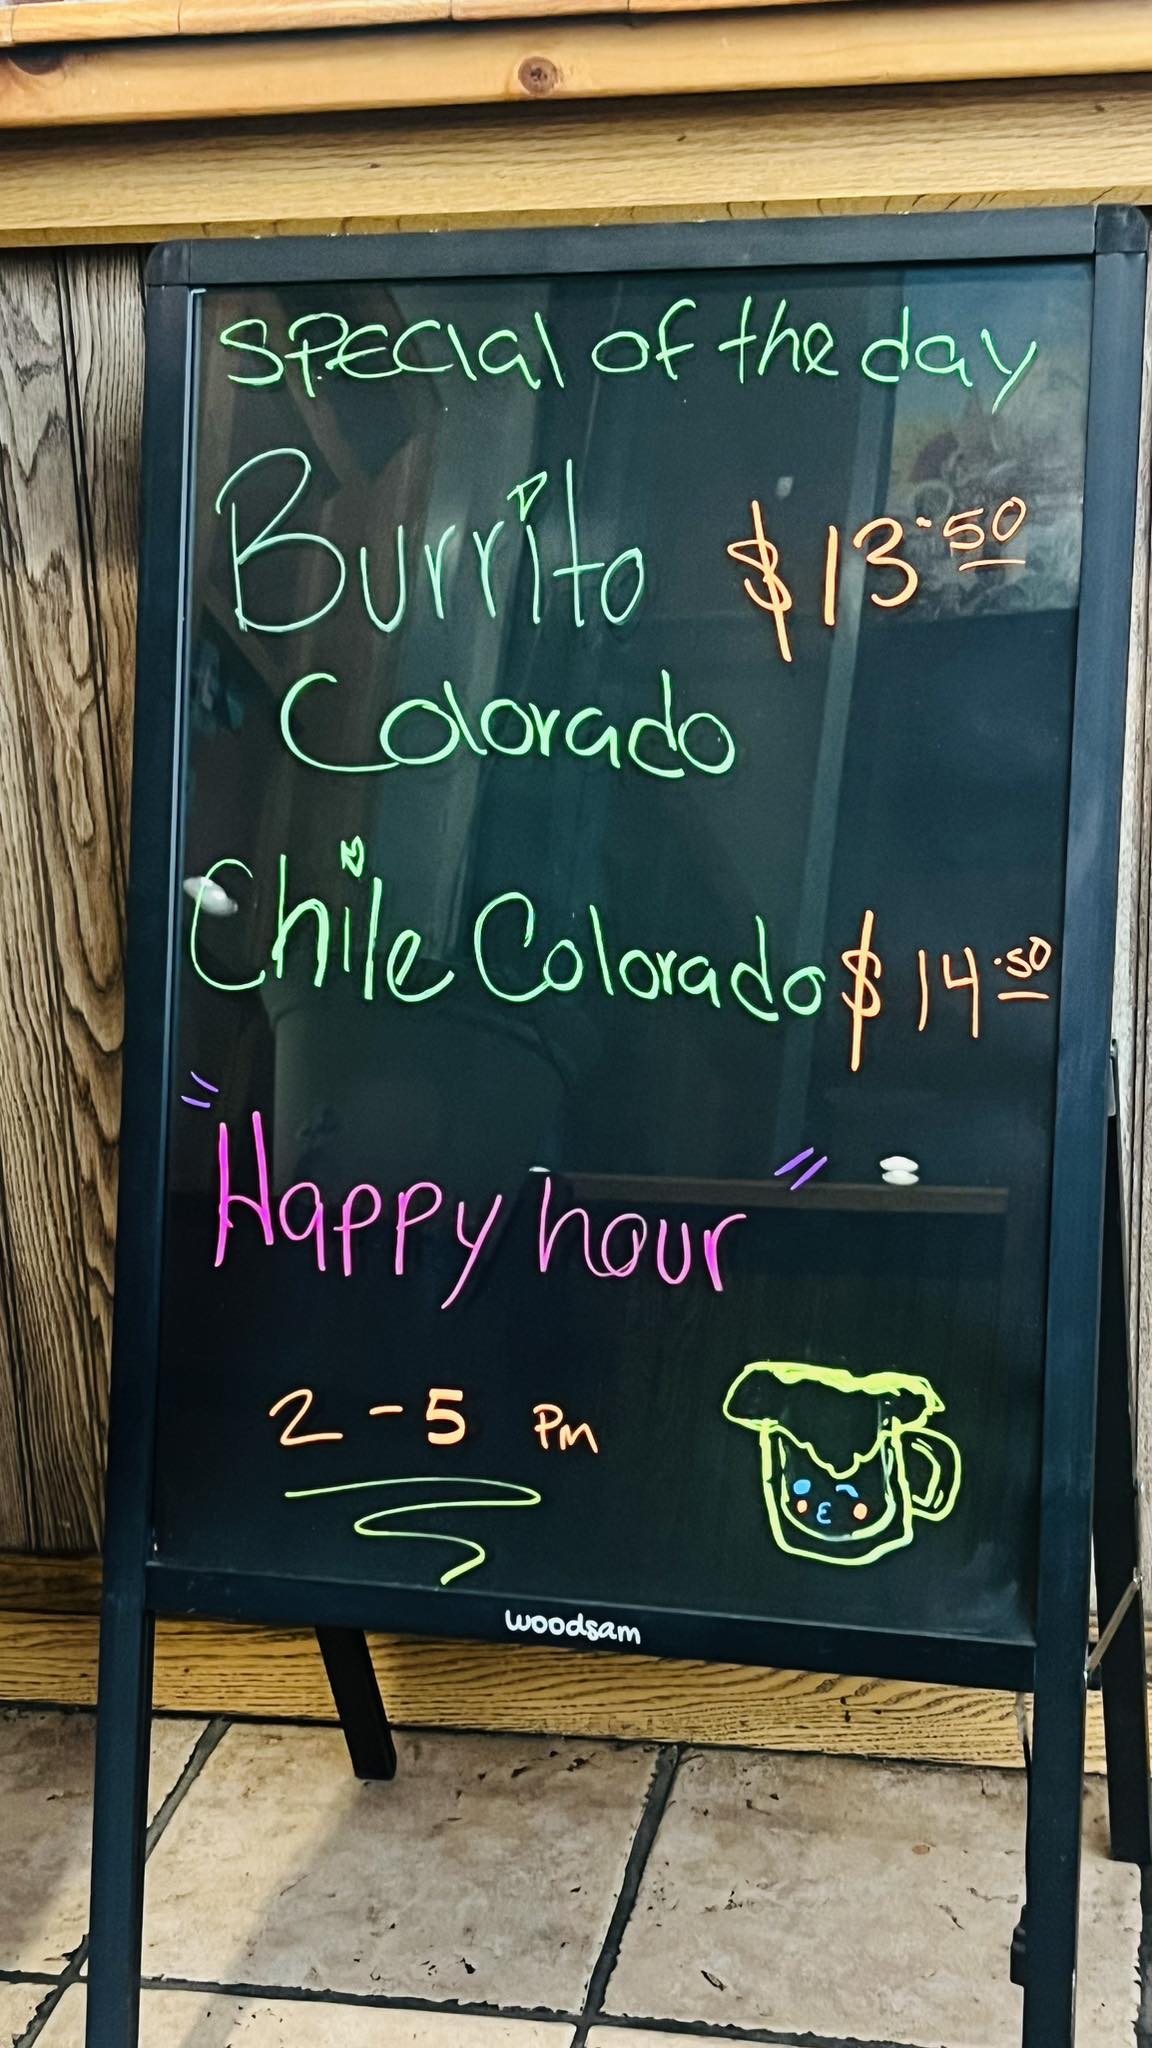 SPECIal of the day
Burrito $13.50
Colorado
Chile Colorado $14.50
"Happy hour"
2-5 Pm
woodsam